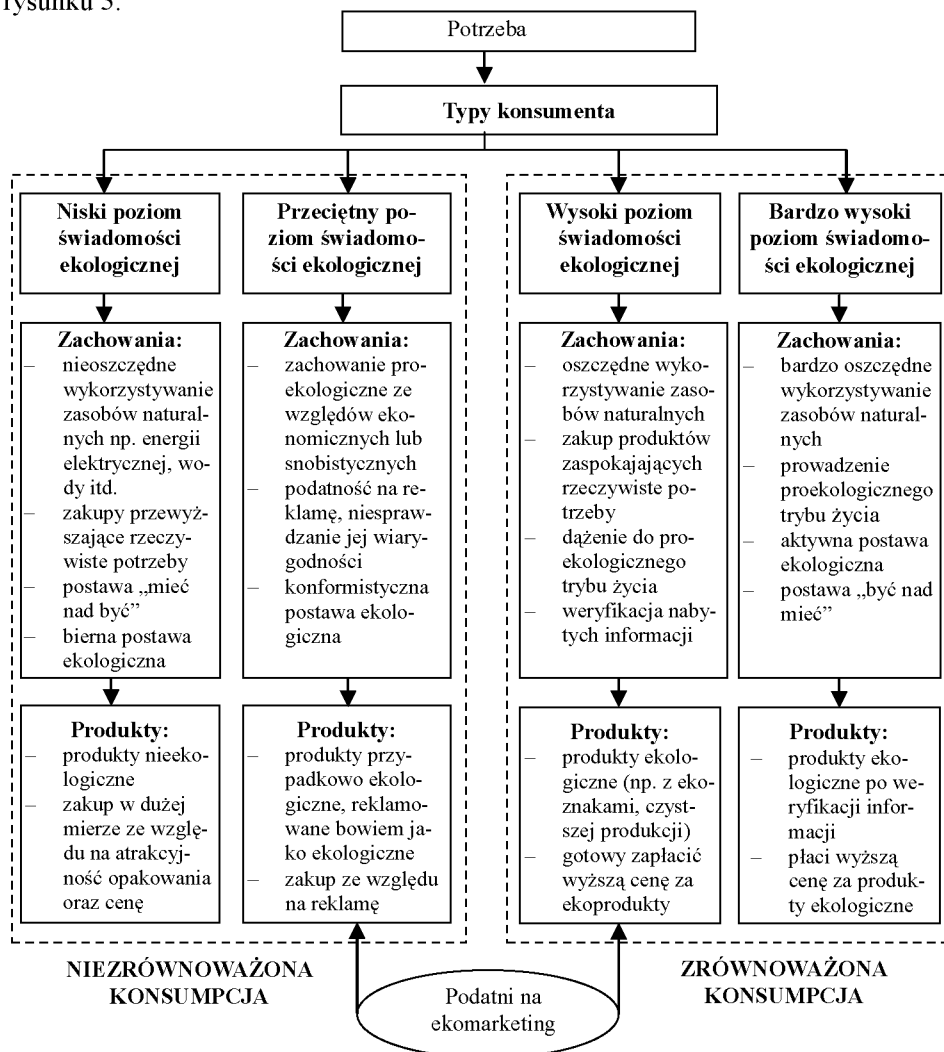 rysunku 5.
Potrzeba
Typy konsumenta
Niski poziom
świadomości
ekologicznej
Przeciętny po-
ziom świadomo-
ści ekologicznej
Wysoki poziom
świadomości
ekologicznej
Bardzo wysoki
poziom świadomo-
ści ekologicznej
Zachowania:
– nieoszczędne
wykorzystywanie
zasobów natural-
nych np. energii
elektrycznej, wo-
dy itd.
– zakupy przewyż-
szające rzeczy-
wiste potrzeby
– postawa „mieć
nad być”
– bierna postawa
ekologiczna
Zachowania:
– zachowanie pro-
ekologiczne ze
względów eko-
nomicznych lub
snobistycznych
– podatność na re-
klamę, niespraw-
dzanie jej wiary-
godności
– konformistyczna
postawa ekolo-
giczna
Zachowania:
– oszczędne wyko-
rzystywanie zaso-
bów naturalnych
– zakup produktów
zaspokajających
rzeczywiste po-
trzeby
– dążenie do pro-
ekologicznego
trybu życia
– weryfikacja naby-
tych informacji
Zachowania:
– bardzo oszczędne
wykorzystywanie
zasobów natural-
nych
– prowadzenie
proekologicznego
trybu życia
– aktywna postawa
ekologiczna
– postawa „być nad
mieć”
Produkty:
– produkty nieeko-
logiczne
– zakup w dużej
mierze ze wzglę-
du na atrakcyj-
ność opakowania
oraz cenę
Produkty:
– produkty przy-
padkowo ekolo-
giczne, reklamo-
wane bowiem ja-
ko ekologiczne
– zakup ze względu
na reklamę
Produkty:
– produkty ekolo-
giczne (np. z eko-
znakami, czyst-
szej produkcji)
– gotowy zapłacić
wyższą cenę za
ekoprodukty
Produkty:
– produkty eko-
logiczne po we-
ryfikacji infor-
macji
– płaci wyższą
cenę za produk-
ty ekologiczne
NIEZRÓWNOWAŻONA
KONSUMPCJA
Podatni na
ekomarketing
ZRÓWNOWAŻONA
KONSUMPCJA